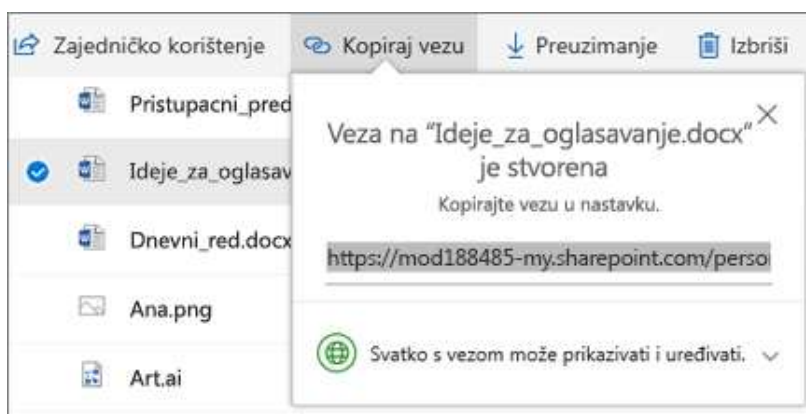 Zajedničko korištenje Kopiraj vezu Preuzimanje Izbriši
Pristupacni_pred
Ideje_za_oglasav
Dnevni_red.docx
Ana.png
Art.ai
Veza na "Ideje_za_oglasavanje.docx"
je stvorena
Kopirajte vezu u nastavku.
https://mod188485-my.sharepoint.com/perso
Svatko s vezom može prikazivati i uređivati.